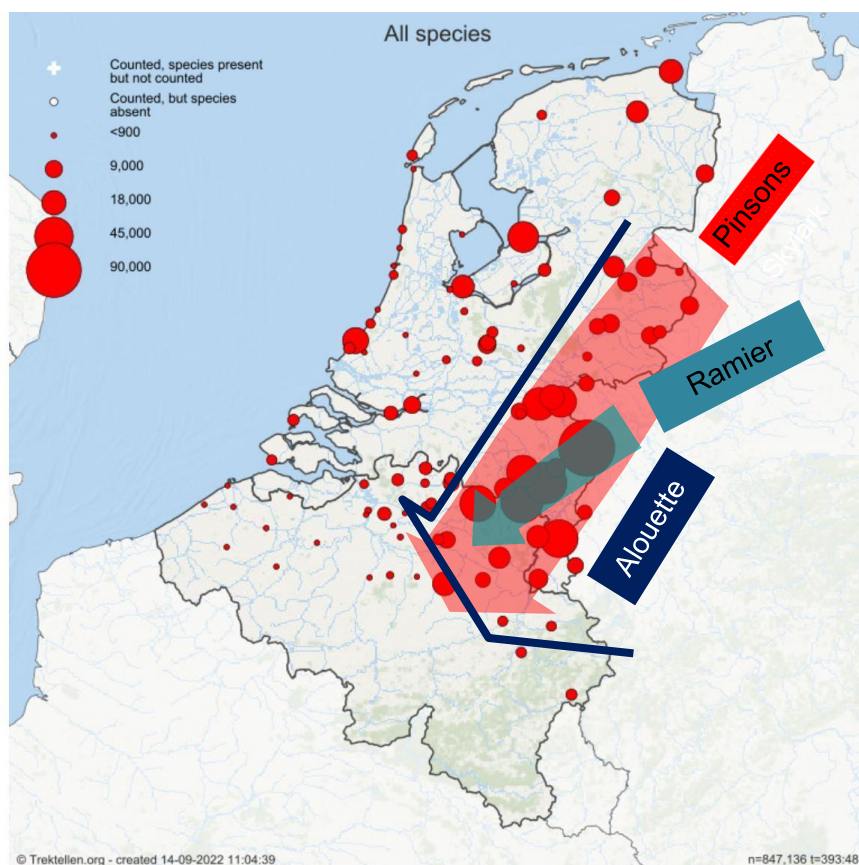 All species
Counted, species present
but not counted
Counted, but species
absent
<900
9,000
18,000
45,000
90,000
Pinsons
Skylark
Ramier
Alouette
© Trektellen.org - created 14-09-2022 11:04:39
n=847,136 t=393:48